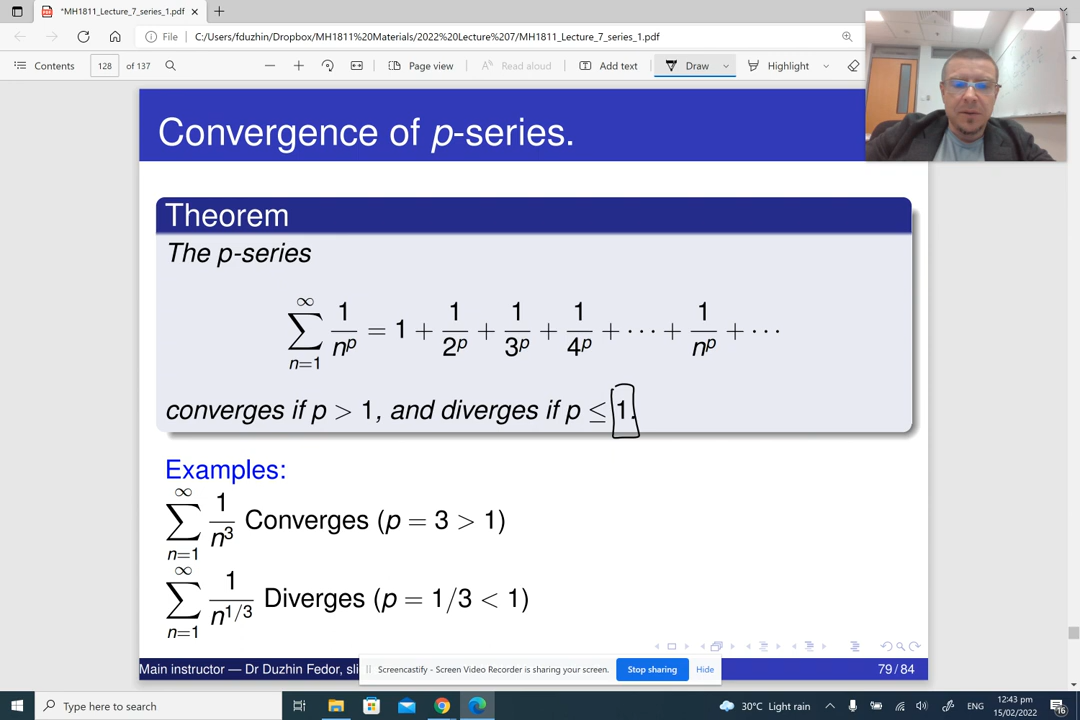 *MH1811_Lecture_7_series_1.pdf
File C:/Users/fduzhin/Dropbox/MH1811%20Materials/2022%20Lecture%207/MH1811_Lecture_7_series_1.pdf
Contents 128 of 137 Page view Read aloud Add text Draw Highlight
Convergence of p-series.
Theorem
The p-series
∑_{n=1}^{∞} 1/n^p = 1 + 1/2^p + 1/3^p + 1/4^p + ··· + 1/n^p + ···
converges if p > 1, and diverges if p ≤ 1.
Examples:
∑_{n=1}^{∞} 1/n^3 Converges (p = 3 > 1)
∑_{n=1}^{∞} 1/n^{1/3} Diverges (p = 1/3 < 1)
Main instructor — Dr Duzhin Fedor, sli 79 / 84
Screencastify - Screen Video Recorder is sharing your screen. Stop sharing Hide
Type here to search 30°C Light rain ENG 12:43 pm
15/02/2022 16